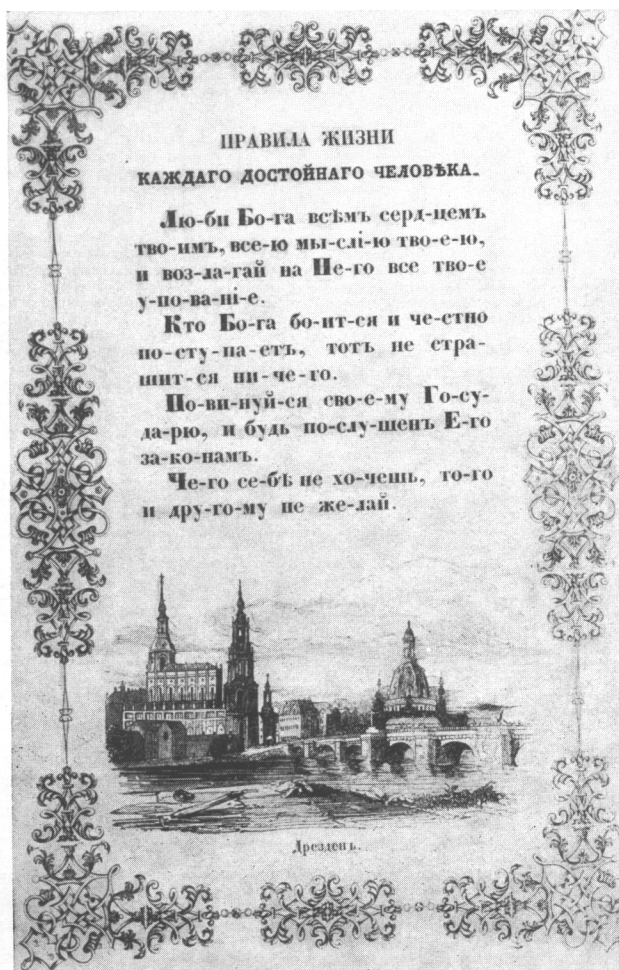 ПРАВИЛА ЖИЗНИ
КАЖДАГО ДОСТОЙНАГО ЧЕЛОВѢКА.
Лю-би Бо-га всѣмъ серд-цемъ
тво-имъ, все-ю мы-слі-ю тво-е-ю,
и воз-ла-гай на Не-го все тво-е
у-по-ва-ні-е.
Кто Бо-га бо-ит-ся и че-стно
по-сту-па-етъ, тотъ не стра-
шит-ся ни-че-го.
По-ви-нуй-ся сво-е-му Го-су-
да-рю, и будь по-слу-шенъ Е-го
за-ко-намъ.
Че-го се-бѣ не хо-чешь, то-го
и дру-го-му не же-лай.
Дрезденъ.